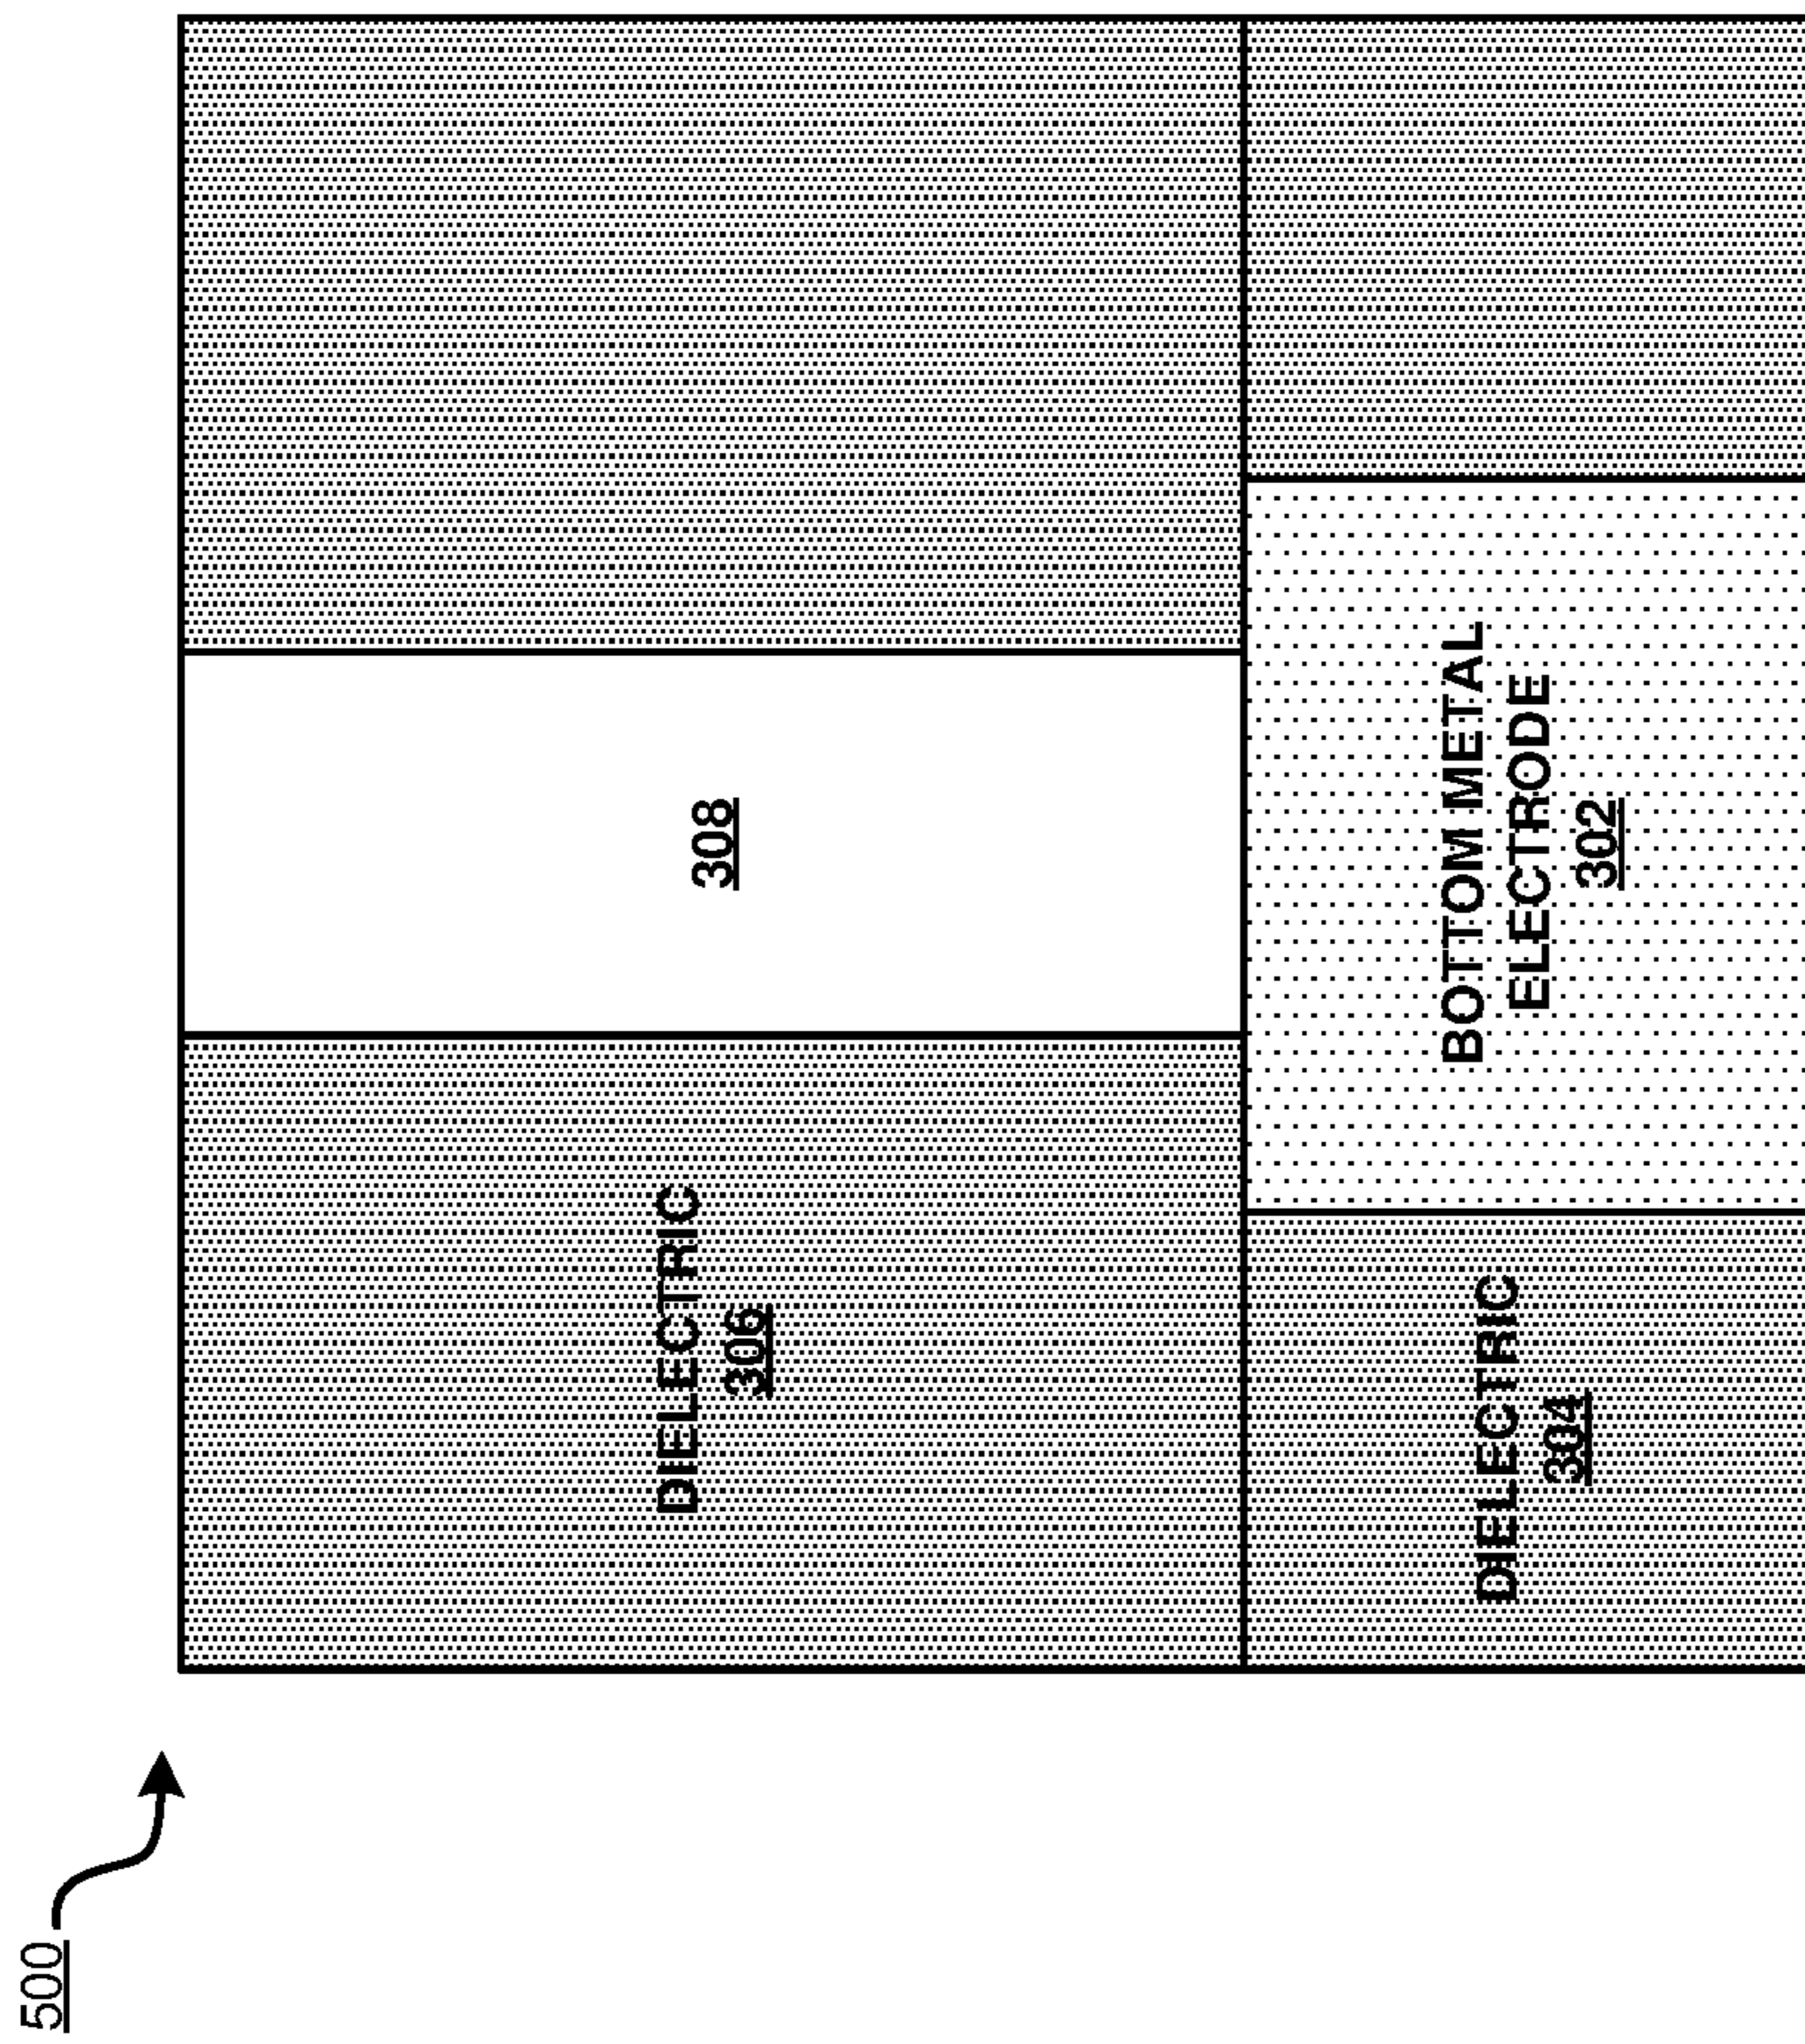 500
DIELECTRIC
306
308
DIELECTRIC
304
BOTTOM METAL
ELECTRODE
302